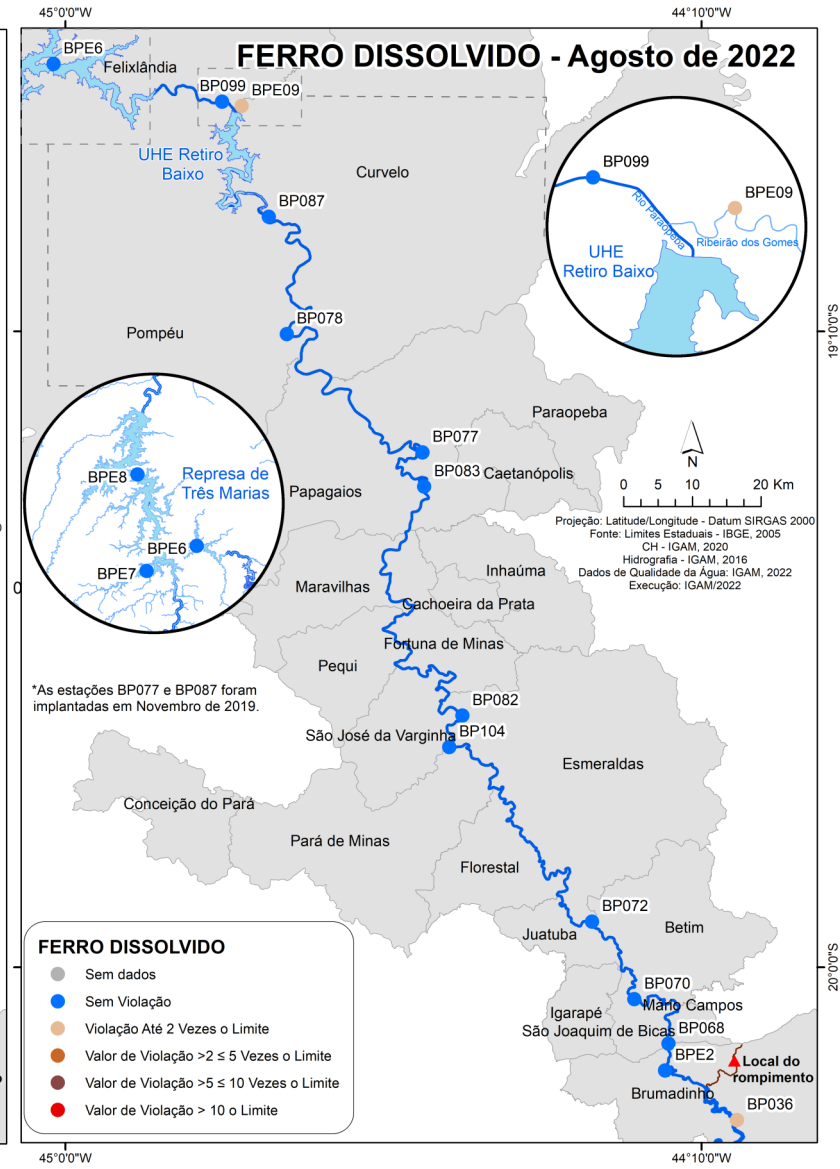 45°0'0"W
44°10'0"W
FERRO DISSOLVIDO - Agosto de 2022
BPE6
Felixlândia
BP099
BPE09
UHE Retiro
Baixo
Curvelo
BP087
BP099
BPE09
Rio Paraopeba
Ribeirão dos Gomes
UHE
Retiro Baixo
BP078
Pompéu
19°10'0"S
Paraopeba
BP077
Caetanópolis
BP083
Papagaios
BPE8
Represa de
Três Marias
BPE6
BPE7
N
0 5 10 20 Km
Projeção: Latitude/Longitude - Datum SIRGAS 2000
Fonte: Limites Estaduais - IBGE, 2005
CH - IGAM, 2020
Hidrografia - IGAM, 2016
Dados de Qualidade da Água: IGAM, 2022
Execução: IGAM/2022
Inhaúma
Maravilhas
Cachoeira da Prata
Fortuna de Minas
Pequi
*As estações BP077 e BP087 foram
implantadas em Novembro de 2019.
BP082
São José da Varginha
BP104
Esmeraldas
Conceição do Pará
Pará de Minas
Florestal
BP072
Juatuba
Betim
20°0'0"S
BP070
Mário Campos
Igarapé
São Joaquim de Bicas
BP068
BPE2
Local do
rompimento
Brumadinho
BP036
FERRO DISSOLVIDO
Sem dados
Sem Violação
Violação Até 2 Vezes o Limite
Valor de Violação >2 ≤ 5 Vezes o Limite
Valor de Violação >5 ≤ 10 Vezes o Limite
Valor de Violação > 10 o Limite
45°0'0"W
44°10'0"W